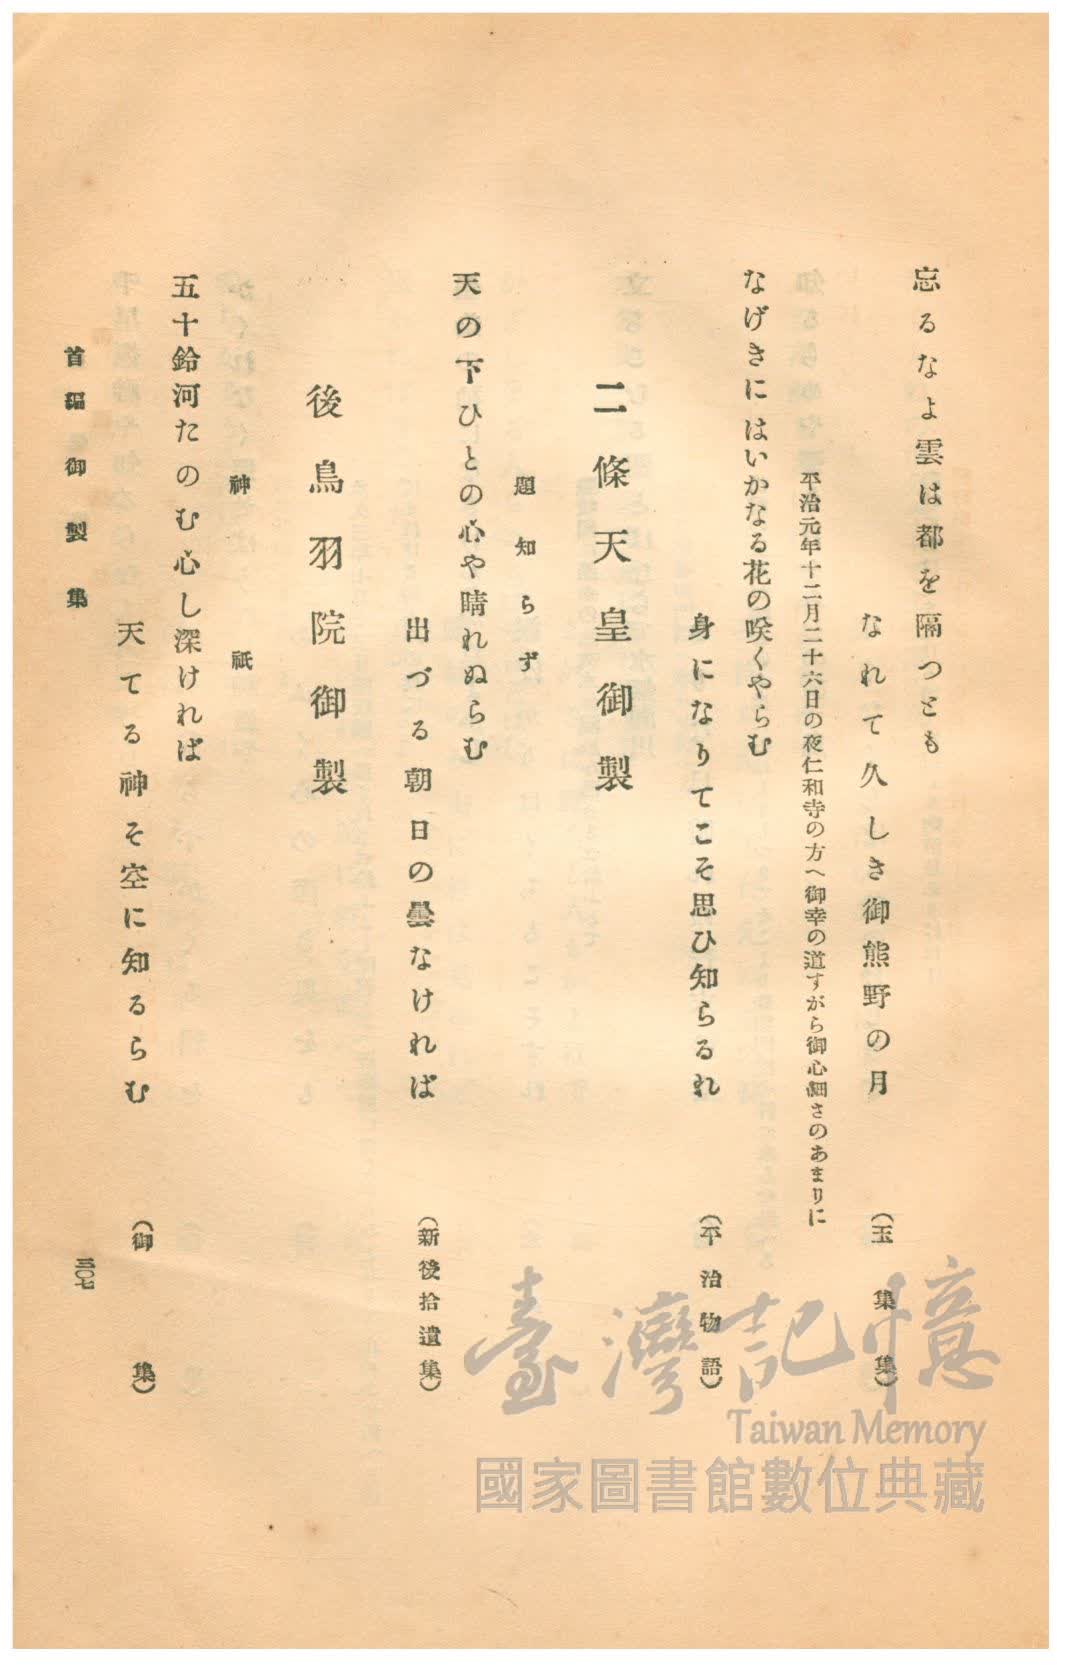 忘るなよ雲は都を隔つとも
なれて久しき御熊野の月
(玉集集)
平治元年十二月二十六日の夜仁和寺の方へ御幸の道すがら御心細さのあまりに
なげきにはいかなる花の咲くやらむ
身になりてこそ思ひ知らるれ
(平治物語)
二條天皇御製
題知らず
天の下ひとの心や晴れぬらむ
出づる朝日の曇なければ
(新後拾遺集)
後鳥羽院御製
神祇
五十鈴河たのむ心し深ければ
天てる神そ空に知るらむ
(御集)
首編御製集
三〇七
臺灣記憶
Taiwan Memory
國家圖書館數位典藏